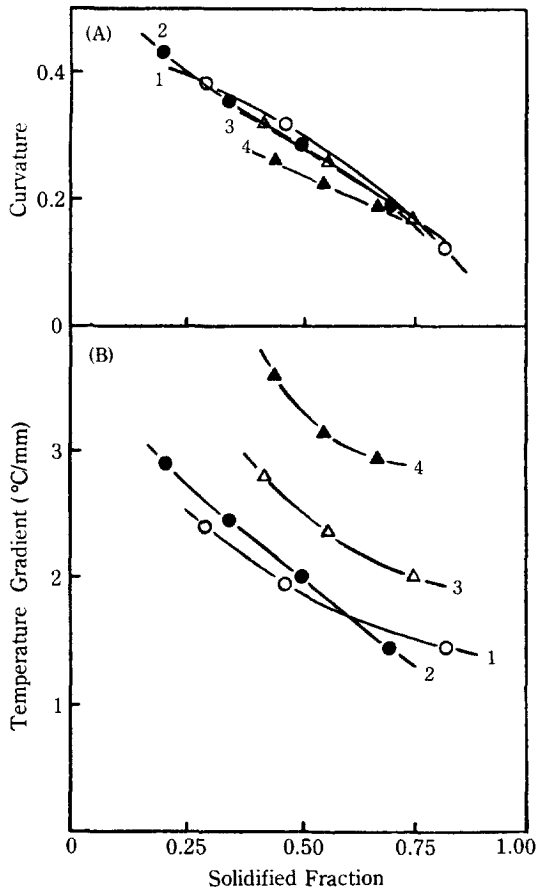 (A)
2
0.4
1
3
4
0.2
Curvature
0
(B)
4
3
3
2
1
2
1
Temperature Gradient (°C/mm)
0 0.25 0.50 0.75 1.00
Solidified Fraction